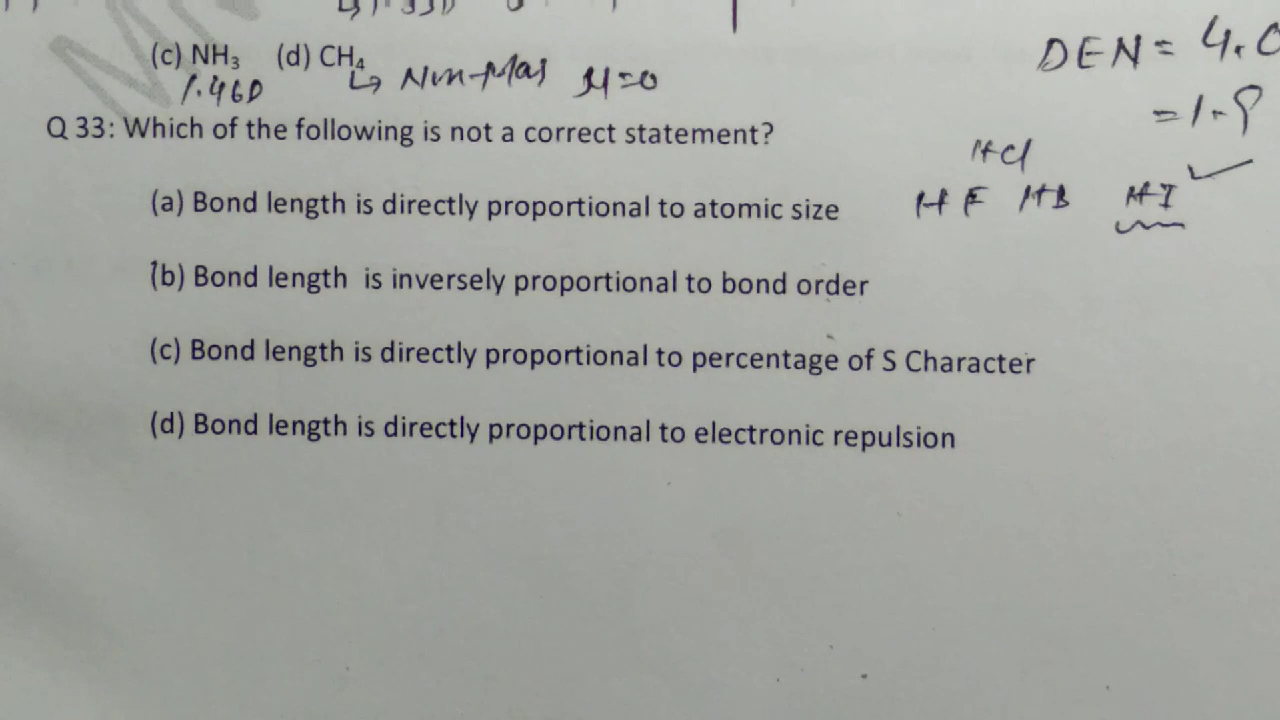 (c) NH₃ (d) CH₄
1.46D
μ=0
DEN = 4.0
=1.9
Q 33: Which of the following is not a correct statement?
HCl
HF HB HI
(a) Bond length is directly proportional to atomic size
(b) Bond length is inversely proportional to bond order
(c) Bond length is directly proportional to percentage of S Character
(d) Bond length is directly proportional to electronic repulsion